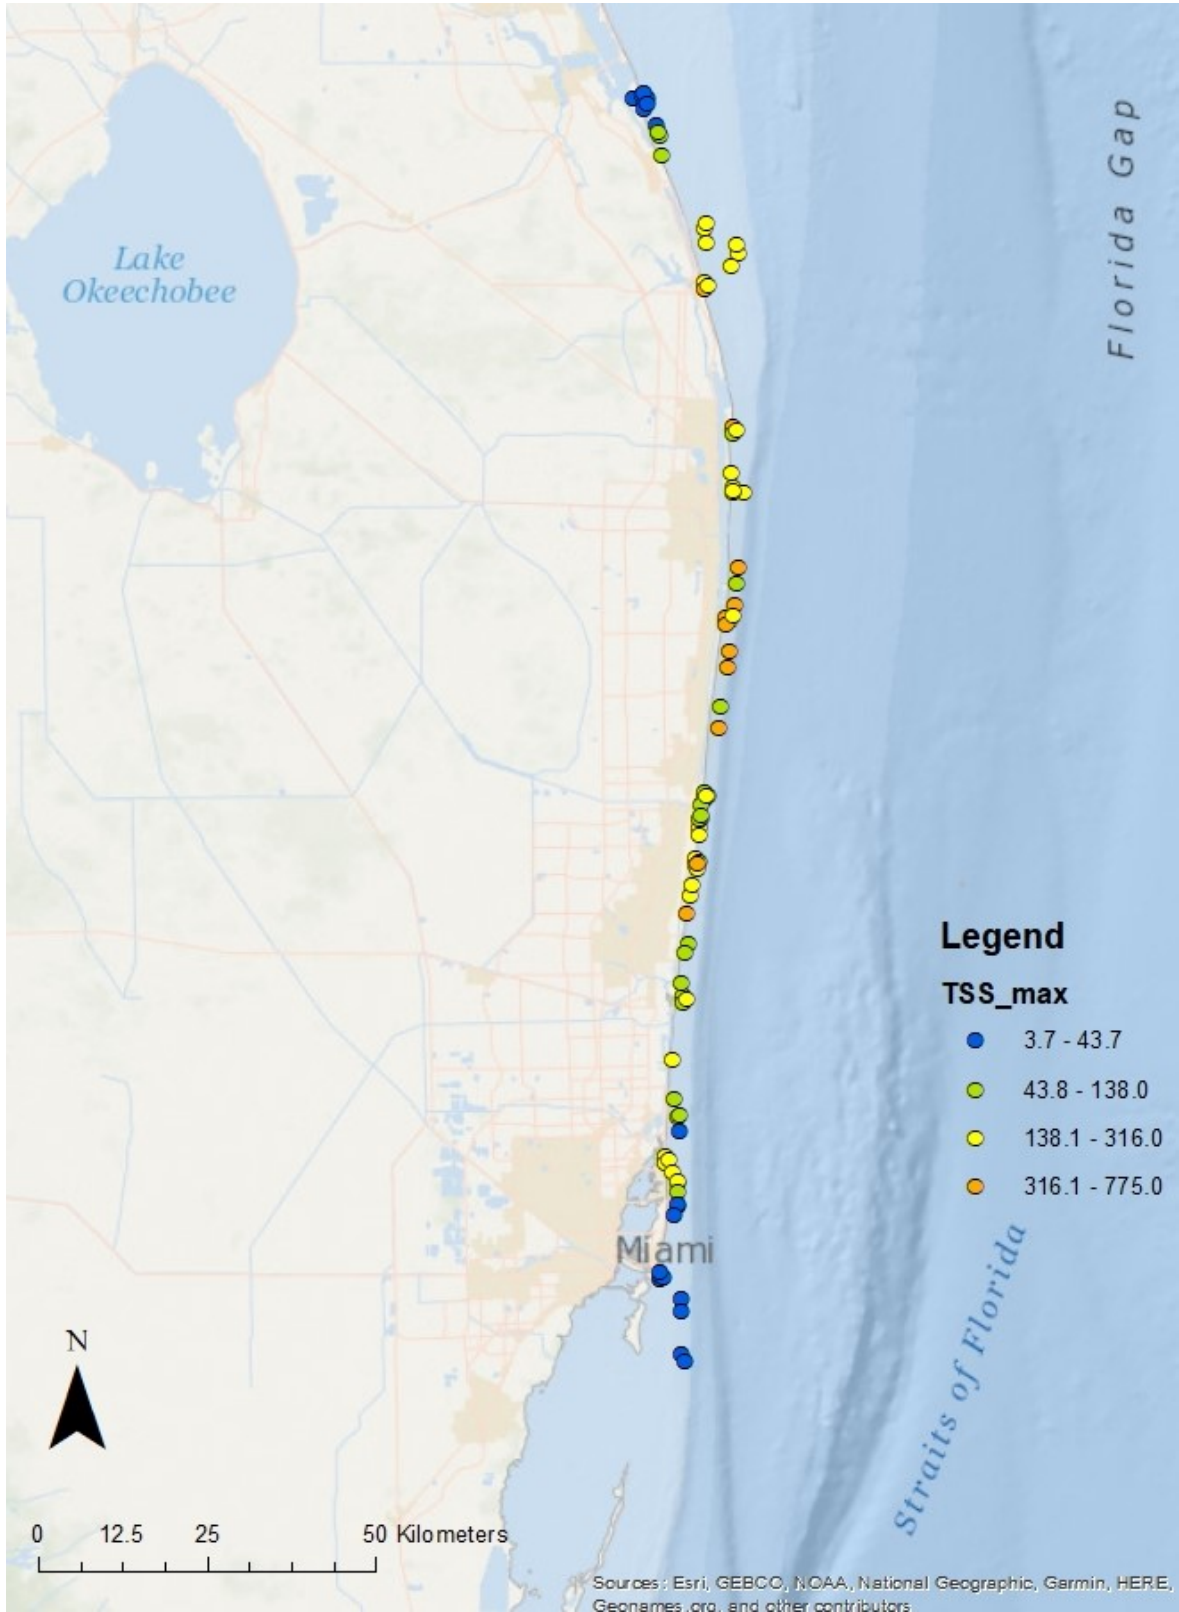 Florida Gap
Lake
Okeechobee
Legend
TSS_max
3.7 - 43.7
43.8 - 138.0
138.1 - 316.0
316.1 - 775.0
Miami
Straits of Florida
N
0 12.5 25 50 Kilometers
Sources: Esri, GEBCO, NOAA, National Geographic, Garmin, HERE,
Geonames.org, and other contributors